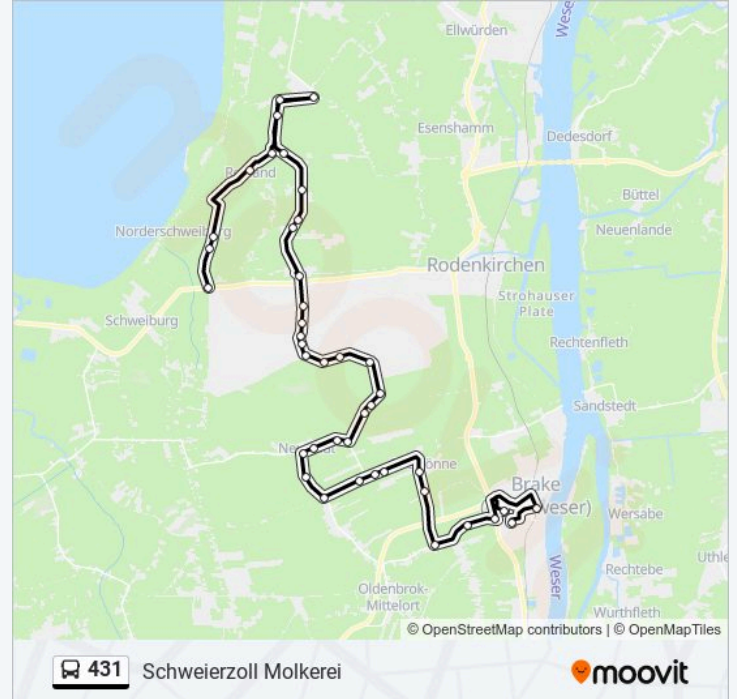 Ellwürden
Weser
Esenshamm
Dedesdorf
Büttel
Norderschweiburg
Neuenlande
Rodenkirchen
Strohauser
Plate
Schweiburg
Rechtenfleth
Sandstedt
Brake
Wersabe
Weser
Rechtebe
Oldenbrok-
Mittelort
Wurthfleth
© OpenStreetMap contributors | © OpenMapTiles
431 Schweierzoll Molkerei
moovit